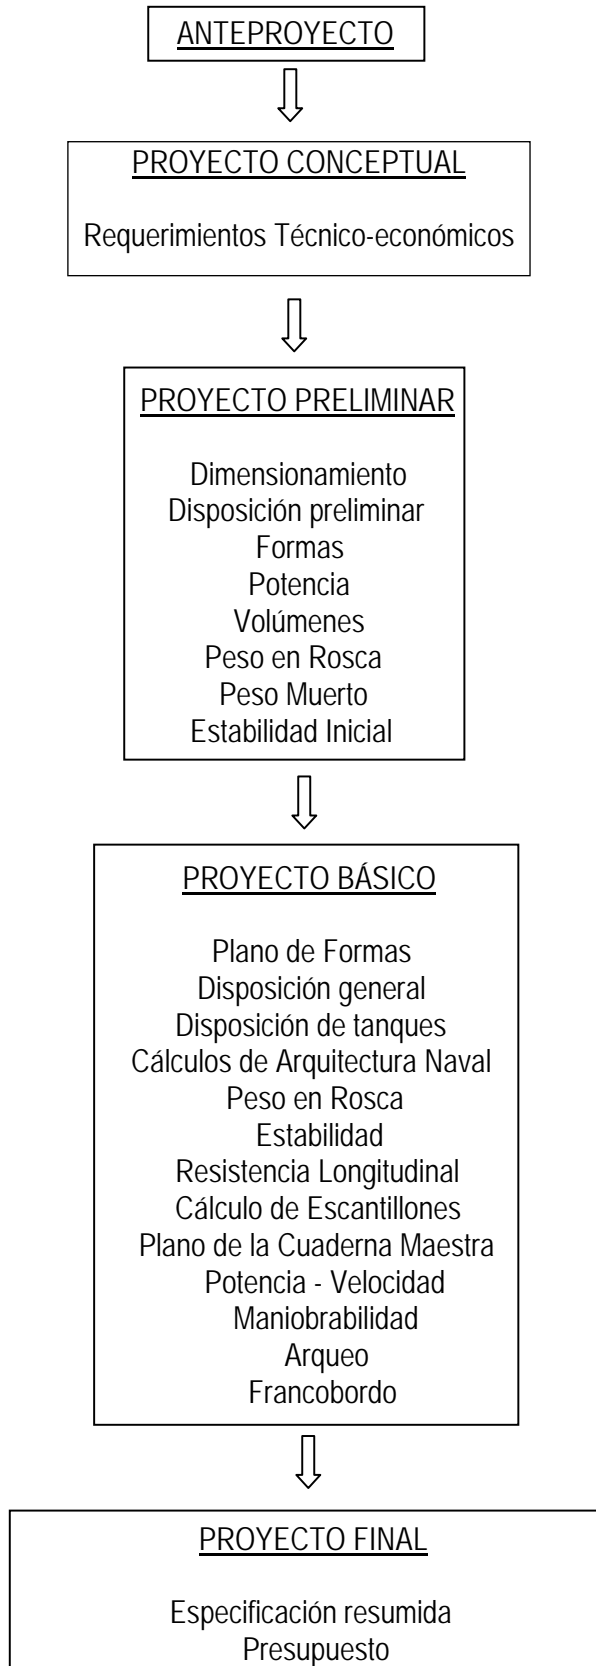 ANTEPROYECTO
PROYECTO CONCEPTUAL
Requerimientos Técnico-económicos
PROYECTO PRELIMINAR
Dimensionamiento
Disposición preliminar
Formas
Potencia
Volúmenes
Peso en Rosca
Peso Muerto
Estabilidad Inicial
PROYECTO BÁSICO
Plano de Formas
Disposición general
Disposición de tanques
Cálculos de Arquitectura Naval
Peso en Rosca
Estabilidad
Resistencia Longitudinal
Cálculo de Escantillones
Plano de la Cuaderna Maestra
Potencia - Velocidad
Maniobrabilidad
Arqueo
Francobordo
PROYECTO FINAL
Especificación resumida
Presupuesto